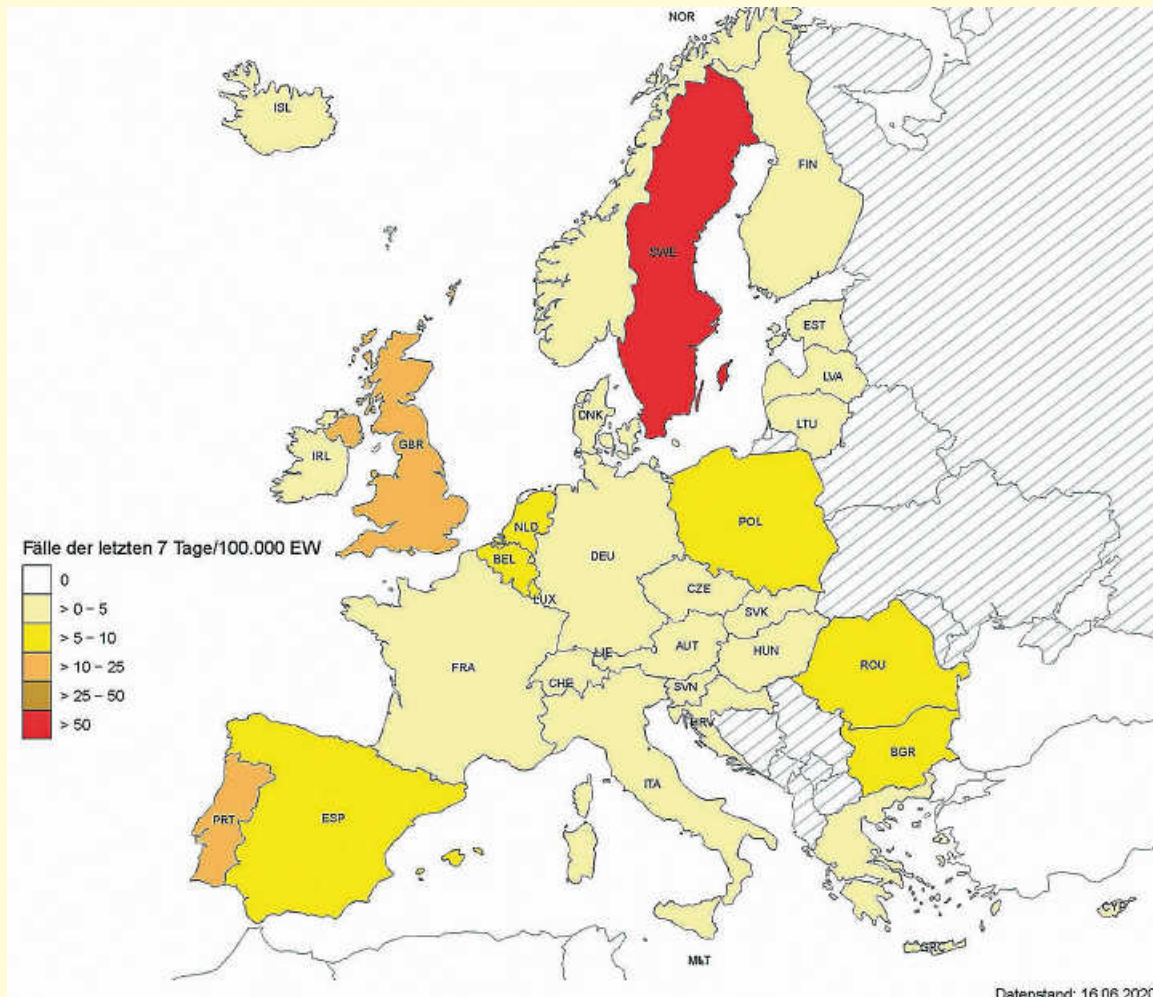 NOR
ISL
FIN
SWE
EST
LVA
DNK
LTU
GBR
IRL
NLD
POL
BEL
DEU
LUX
CZE
SVK
AUT
HUN
LIE
FRA
CHE
SVN
ROU
HRV
BGR
ITA
PRT
ESP
CYP
GRC
MLT
Fälle der letzten 7 Tage/100.000 EW
0
> 0 – 5
> 5 – 10
> 10 – 25
> 25 – 50
> 50
Datenstand: 16.06.2020